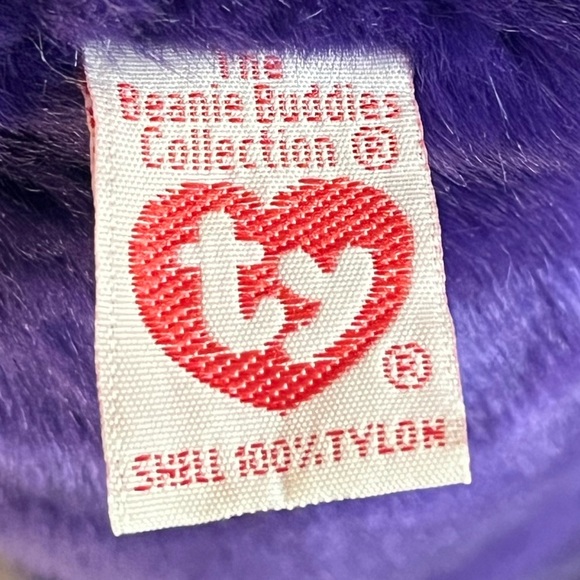 The
Beanie Buddies
Collection ®
ty
®
SHELL 100% TYLON